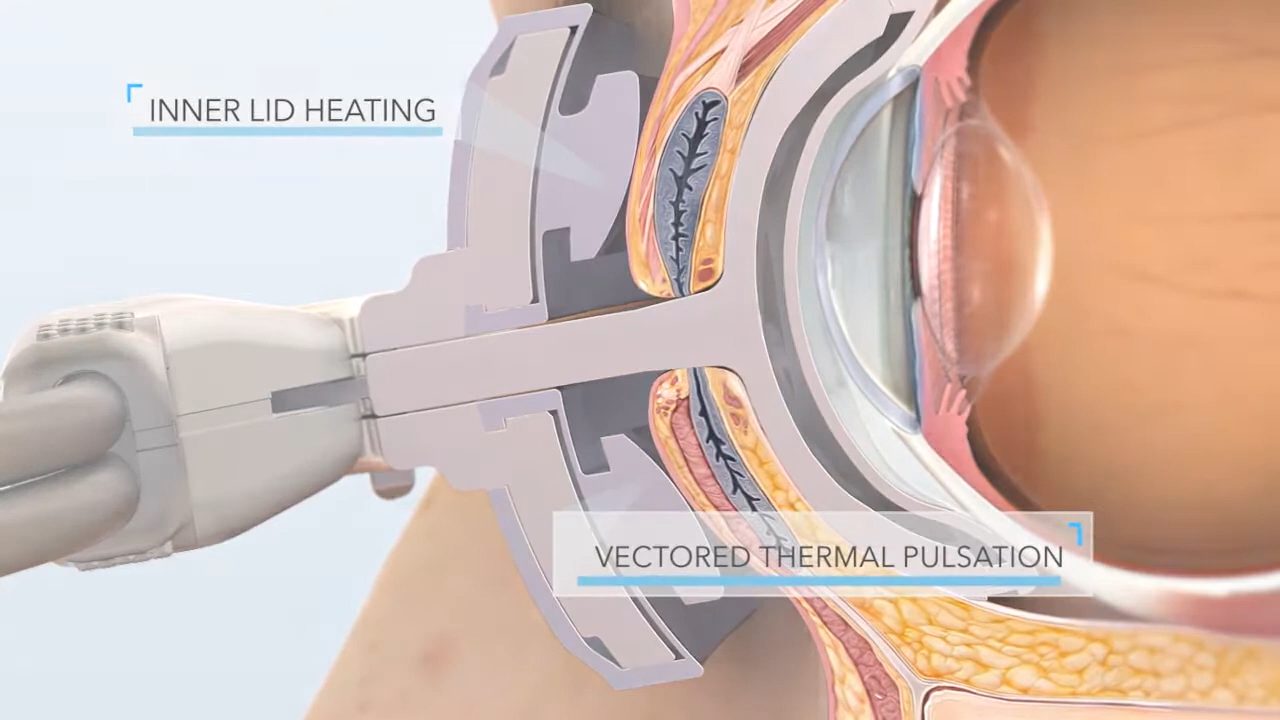 INNER LID HEATING
VECTORED THERMAL PULSATION